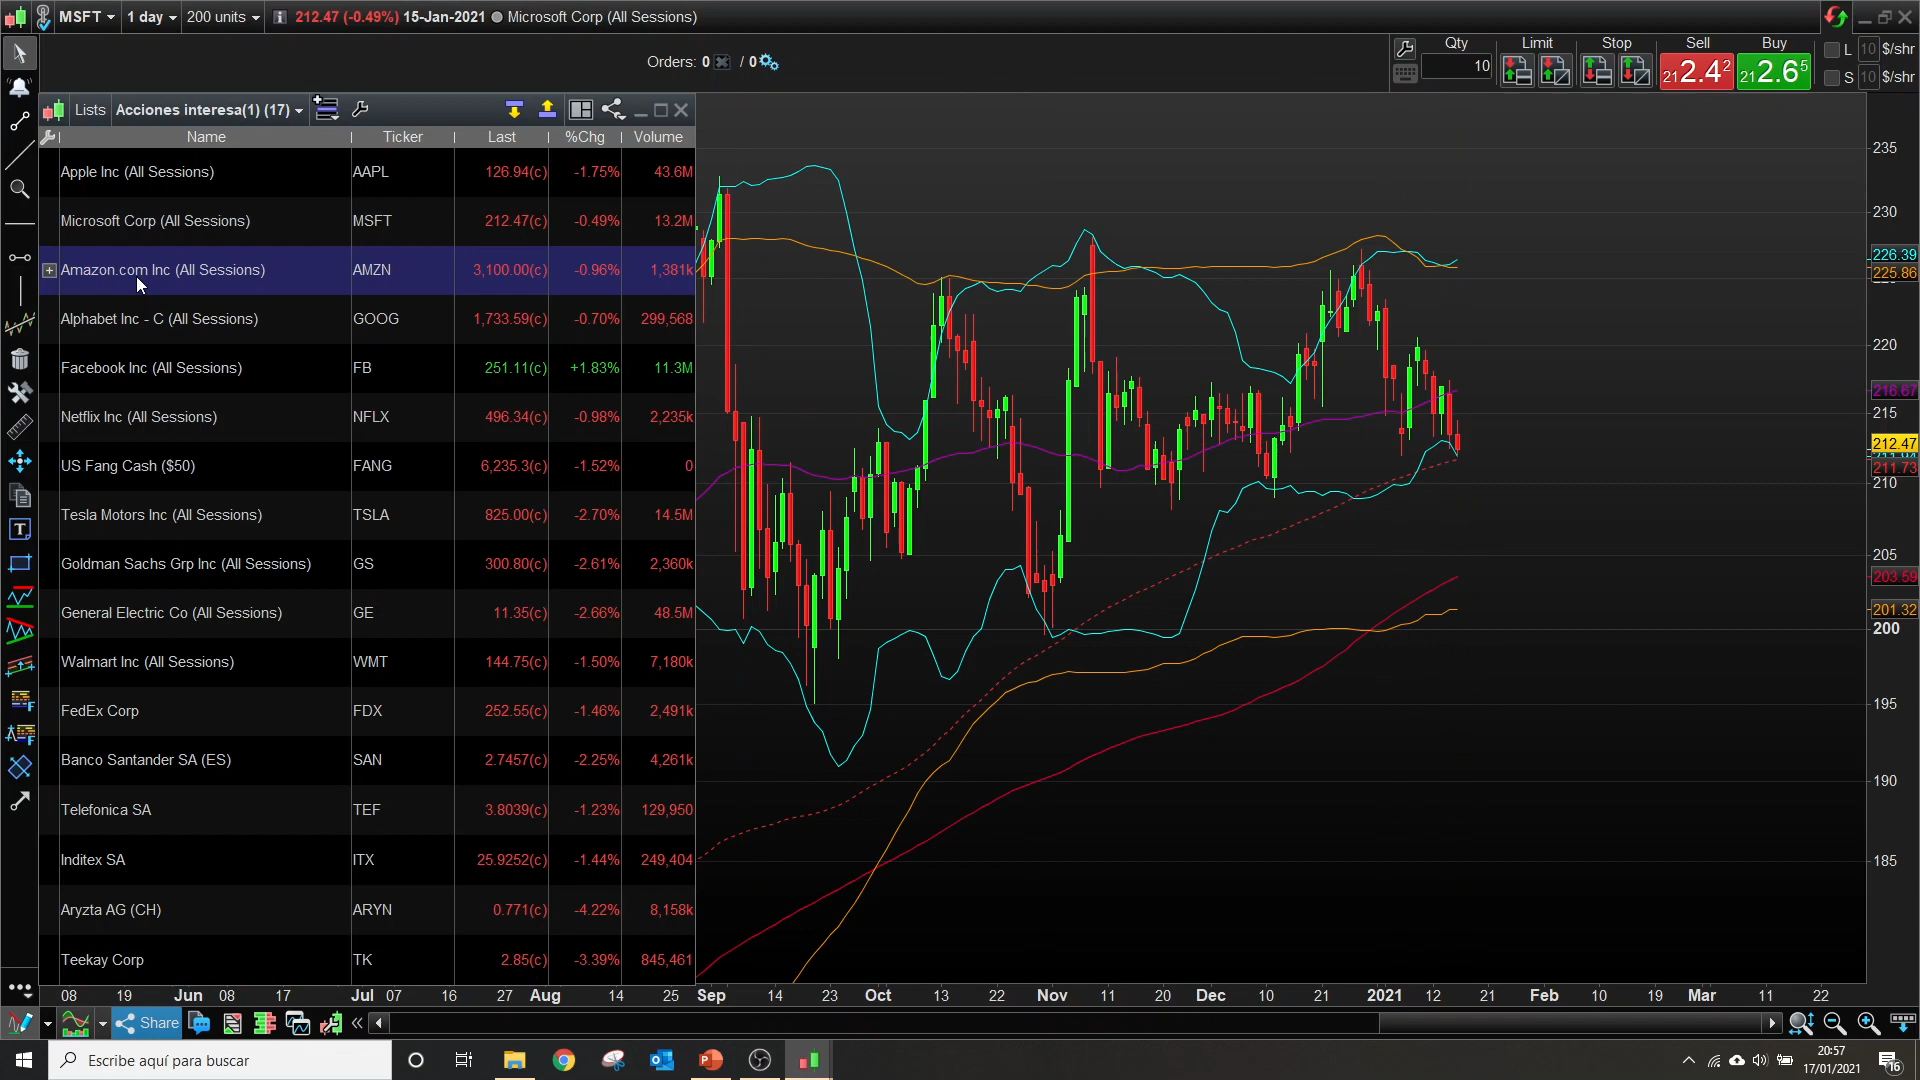 MSFT 1 day 200 units 212.47 (-0.49%) 15-Jan-2021 Microsoft Corp (All Sessions)
Orders: 0 / 0
Qty Limit Stop Sell Buy
10 212.42 212.65
L 10 $/shr
S 10 $/shr
Lists Acciones interesa(1) (17)
Name Ticker Last %Chg Volume
Apple Inc (All Sessions) AAPL 126.94(c) -1.75% 43.6M
Microsoft Corp (All Sessions) MSFT 212.47(c) -0.49% 13.2M
Amazon.com Inc (All Sessions) AMZN 3,100.00(c) -0.96% 1,381k
Alphabet Inc - C (All Sessions) GOOG 1,733.59(c) -0.70% 299,568
Facebook Inc (All Sessions) FB 251.11(c) +1.83% 11.3M
Netflix Inc (All Sessions) NFLX 496.34(c) -0.98% 2,235k
US Fang Cash ($50) FANG 6,235.3(c) -1.52% 0
Tesla Motors Inc (All Sessions) TSLA 825.00(c) -2.70% 14.5M
Goldman Sachs Grp Inc (All Sessions) GS 300.80(c) -2.61% 2,360k
General Electric Co (All Sessions) GE 11.35(c) -2.66% 48.5M
Walmart Inc (All Sessions) WMT 144.75(c) -1.50% 7,180k
FedEx Corp FDX 252.55(c) -1.46% 2,491k
Banco Santander SA (ES) SAN 2.7457(c) -2.25% 4,261k
Telefonica SA TEF 3.8039(c) -1.23% 129,950
Inditex SA ITX 25.9252(c) -1.44% 249,404
Aryzta AG (CH) ARYN 0.771(c) -4.22% 8,158k
Teekay Corp TK 2.85(c) -3.39% 845,461
235
230
226.39
225.86
220
216.67
215
212.47
211.73
210
205
203.59
201.32
200
195
190
185
08 19 Jun 08 17 Jul 07 16 27 Aug 14 25 Sep 14 23 Oct 13 22 Nov 11 20 Dec 10 21 2021 12 21 Feb 10 19 Mar 11 22
Share
Escribe aquí para buscar
20:57
17/01/2021
16